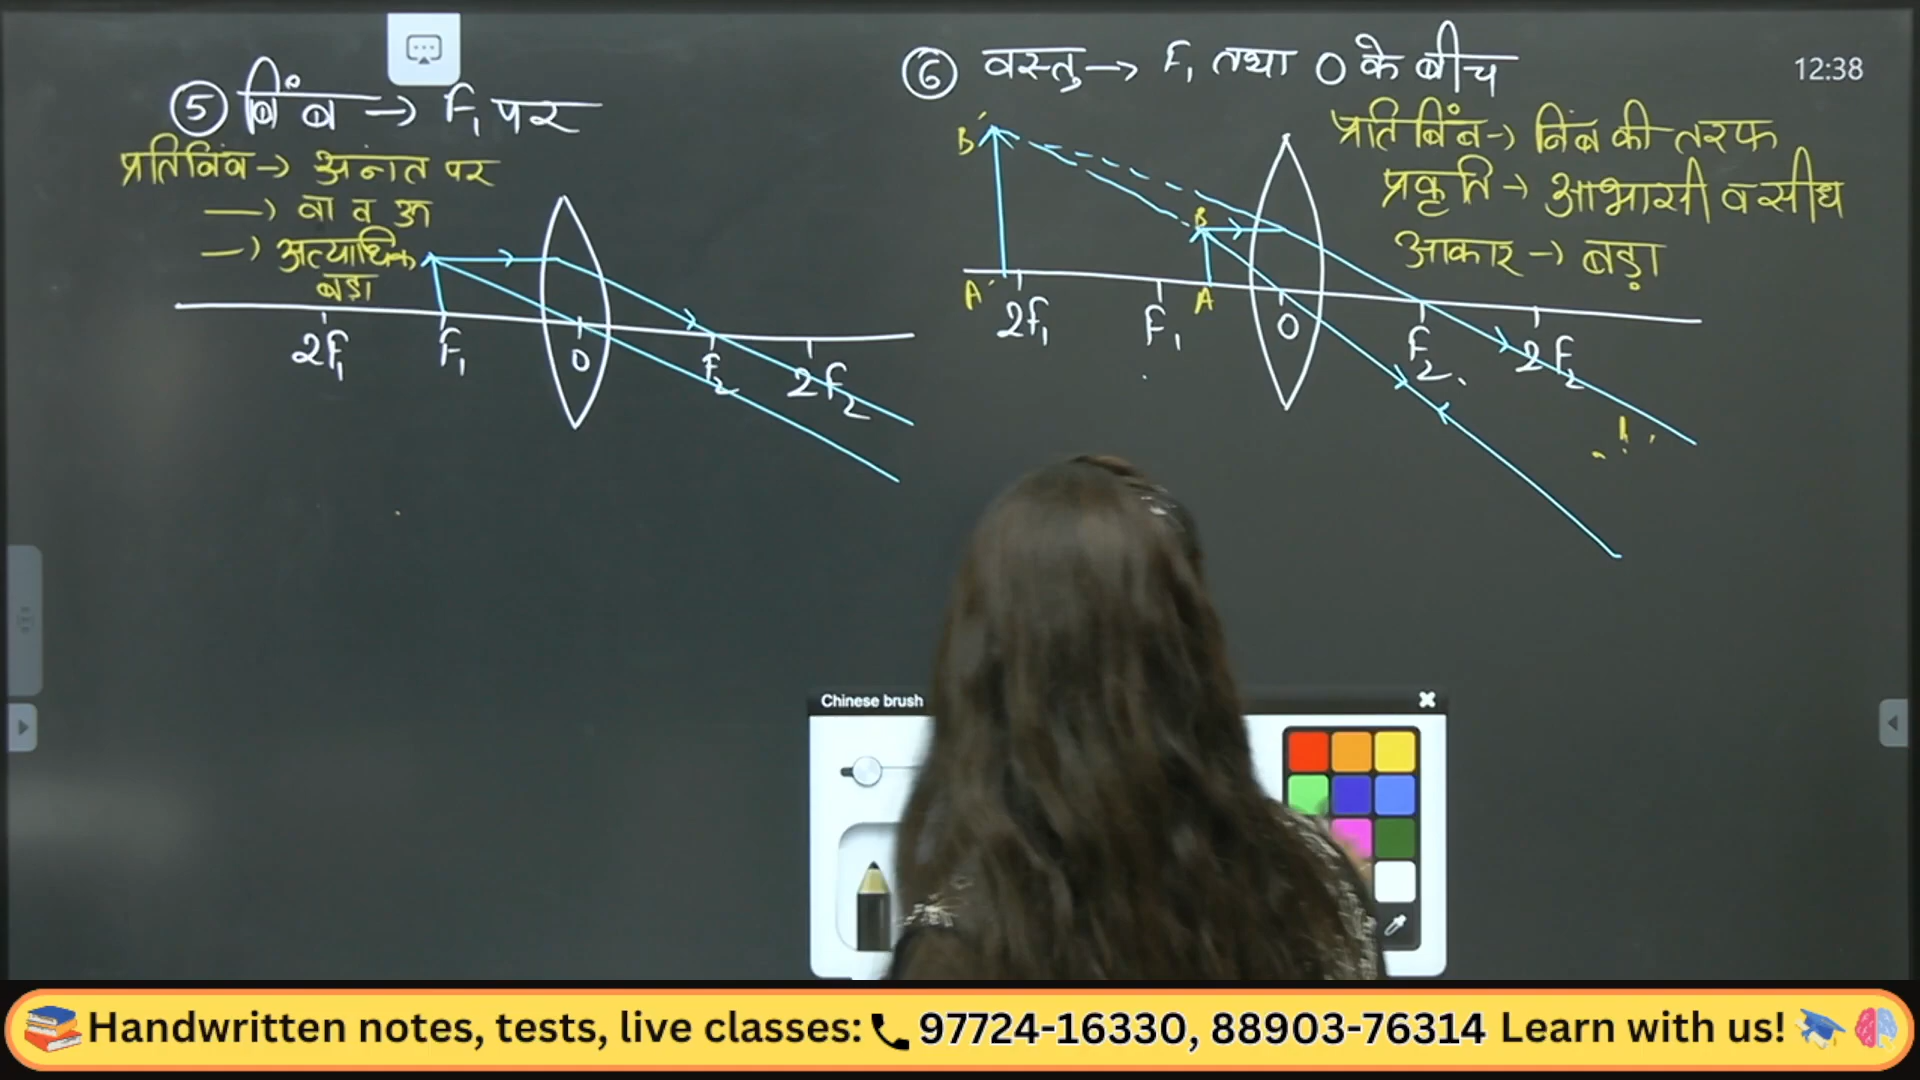 ⑤ बिंब → F₁ पर
प्रतिबिंब → अनंत पर
→ वा व उ
→ अत्याधिक
बड़ा
2F₁
F₁
O
F₂
2F₂
⑥ वस्तु → F₁ तथा O के बीच
12:38
प्रतिबिंब → बिंब की तरफ
प्रकृति → आभासी व सीधा
आकार → बड़ा
B'
B
A'
2F₁
F₁
A
O
F₂
2F₂
Chinese brush
Handwritten notes, tests, live classes: 97724-16330, 88903-76314 Learn with us!